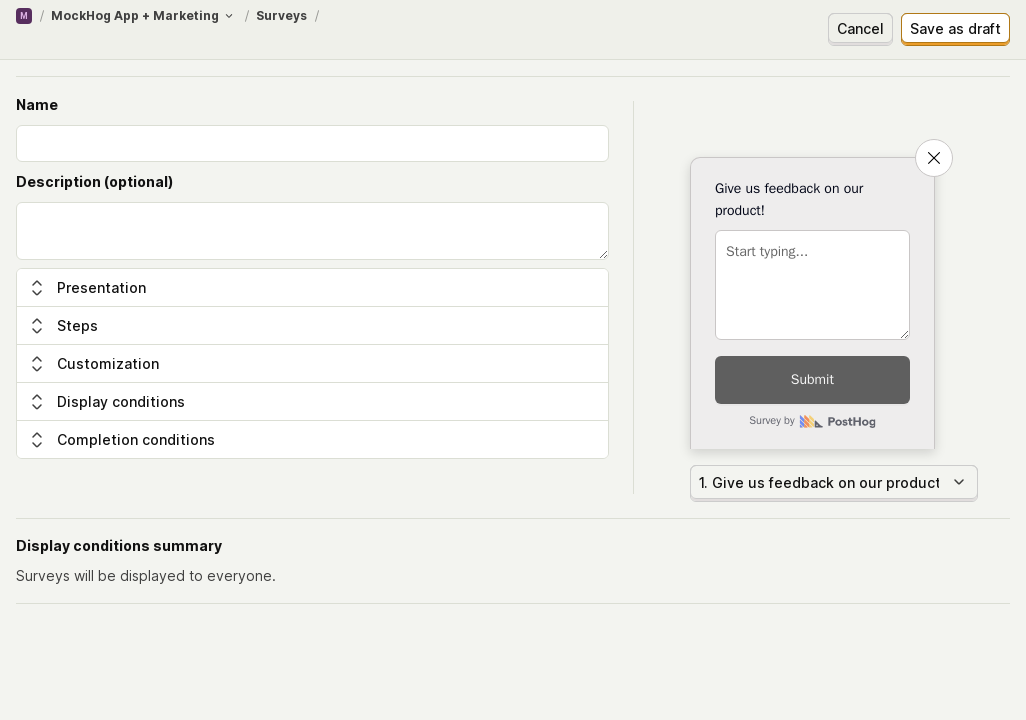 M / MockHog App + Marketing / Surveys /
Cancel
Save as draft
Name
Description (optional)
Presentation
Steps
Customization
Display conditions
Completion conditions
Give us feedback on our
product!
Start typing...
Submit
Survey by PostHog
1. Give us feedback on our product
Display conditions summary
Surveys will be displayed to everyone.